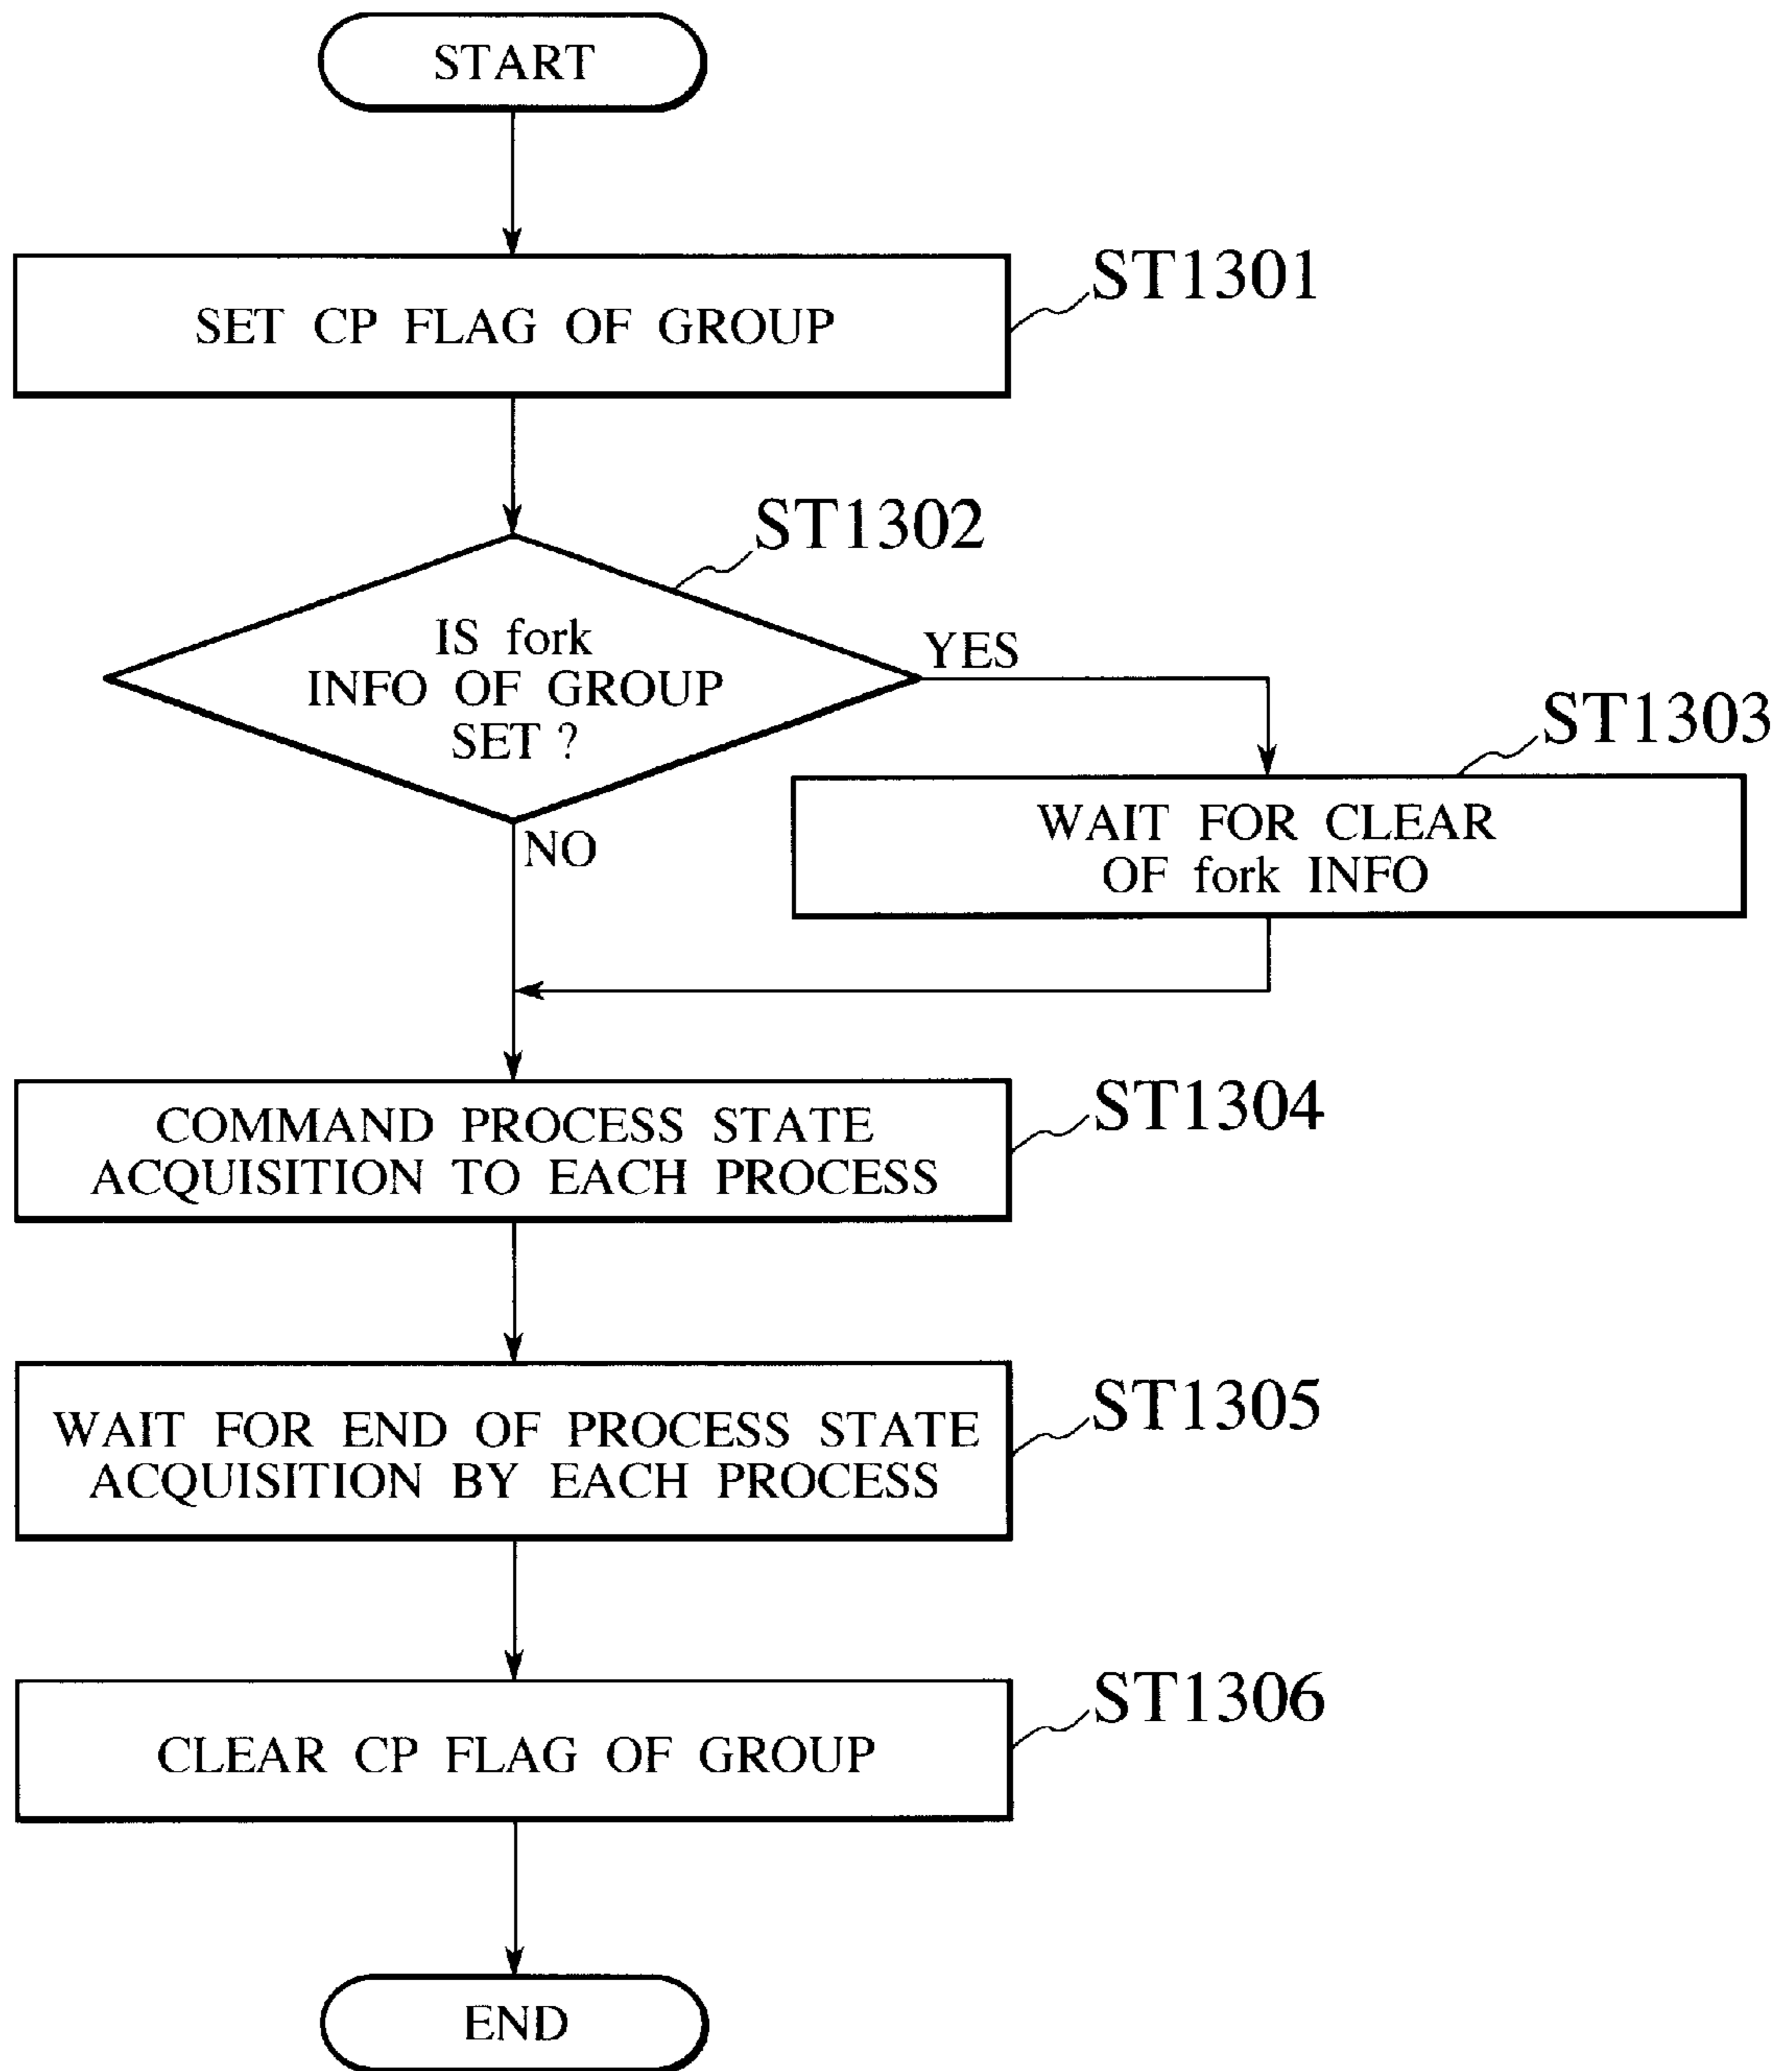 START
ST1301
SET CP FLAG OF GROUP
ST1302
IS fork
INFO OF GROUP
SET ?
YES
NO
ST1303
WAIT FOR CLEAR
OF fork INFO
ST1304
COMMAND PROCESS STATE
ACQUISITION TO EACH PROCESS
ST1305
WAIT FOR END OF PROCESS STATE
ACQUISITION BY EACH PROCESS
ST1306
CLEAR CP FLAG OF GROUP
END